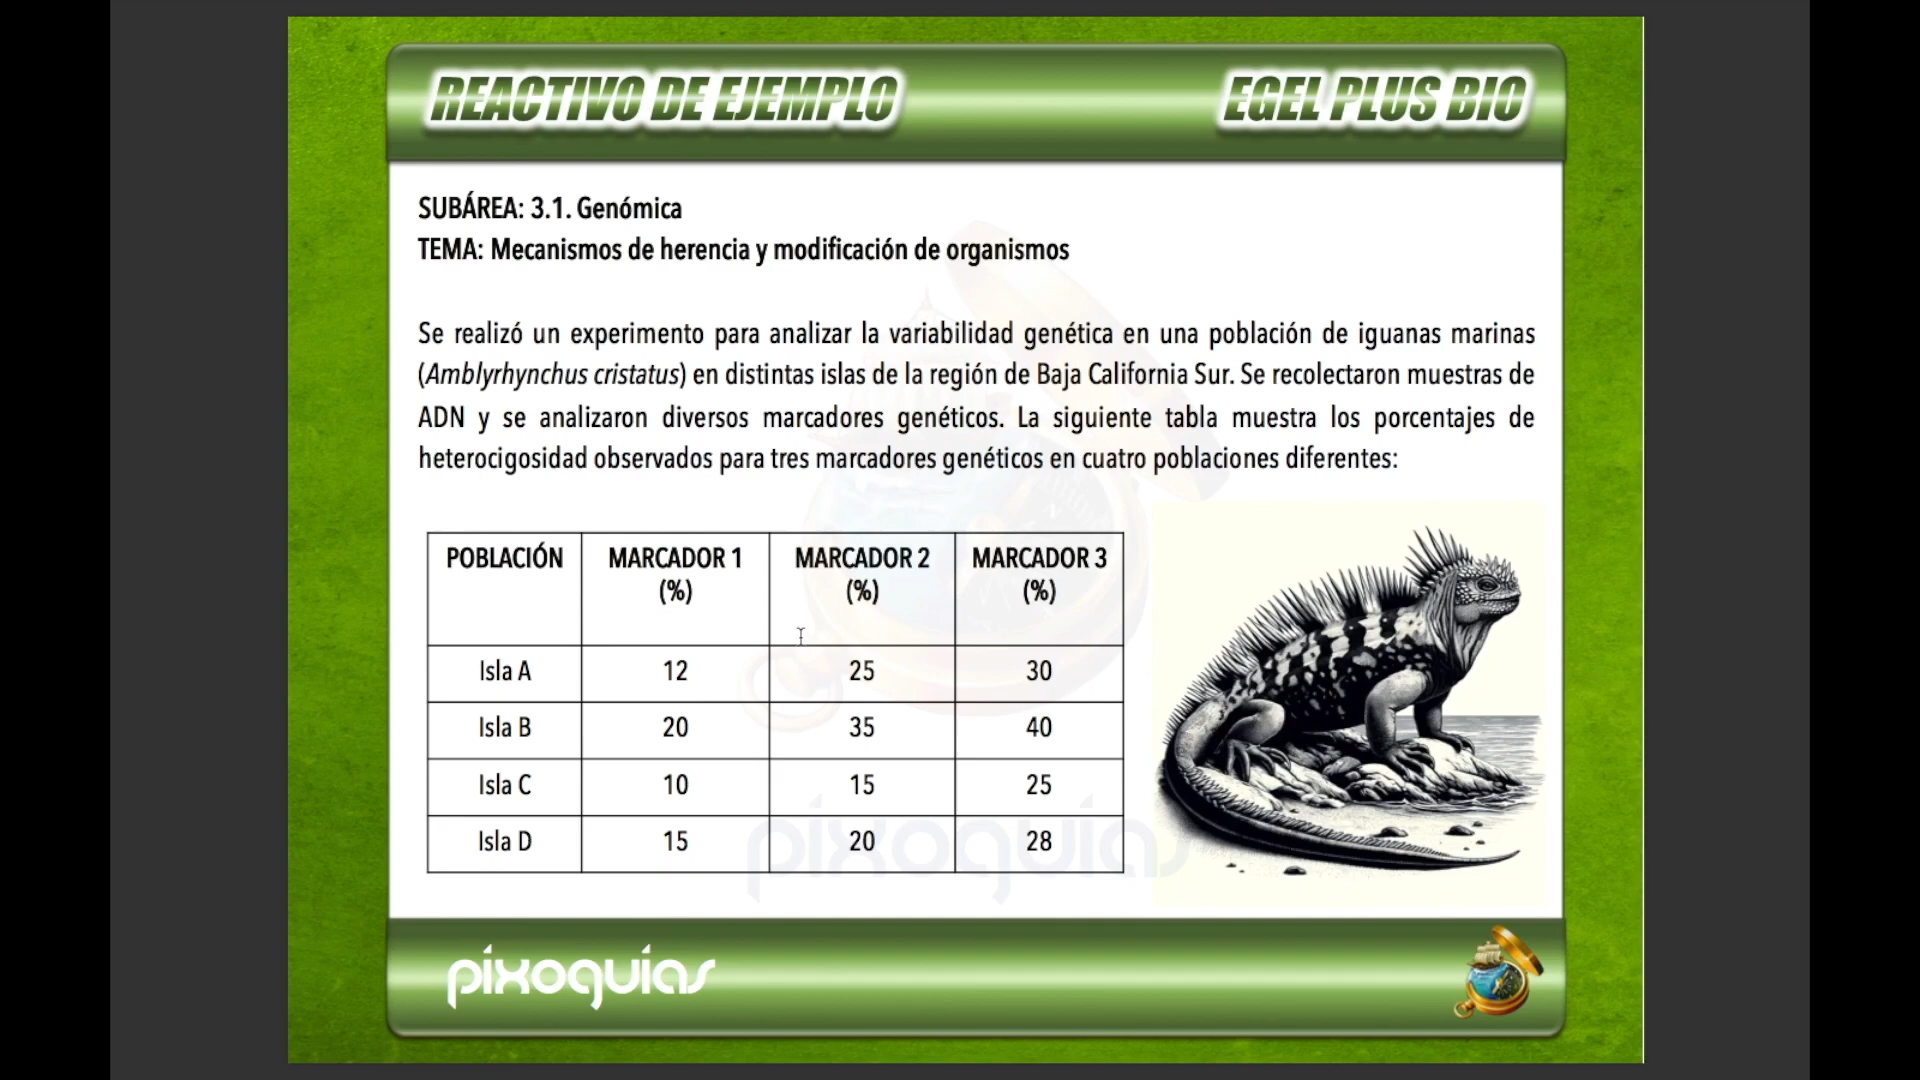 REACTIVO DE EJEMPLO
EGEL PLUS BIO
SUBÁREA: 3.1. Genómica
TEMA: Mecanismos de herencia y modificación de organismos
Se realizó un experimento para analizar la variabilidad genética en una población de iguanas marinas
(Amblyrhynchus cristatus) en distintas islas de la región de Baja California Sur. Se recolectaron muestras de
ADN y se analizaron diversos marcadores genéticos. La siguiente tabla muestra los porcentajes de
heterocigosidad observados para tres marcadores genéticos en cuatro poblaciones diferentes:
POBLACIÓN MARCADOR 1 (%) MARCADOR 2 (%) MARCADOR 3 (%)
Isla A 12 25 30
Isla B 20 35 40
Isla C 10 15 25
Isla D 15 20 28
pixoguias
pixoguias